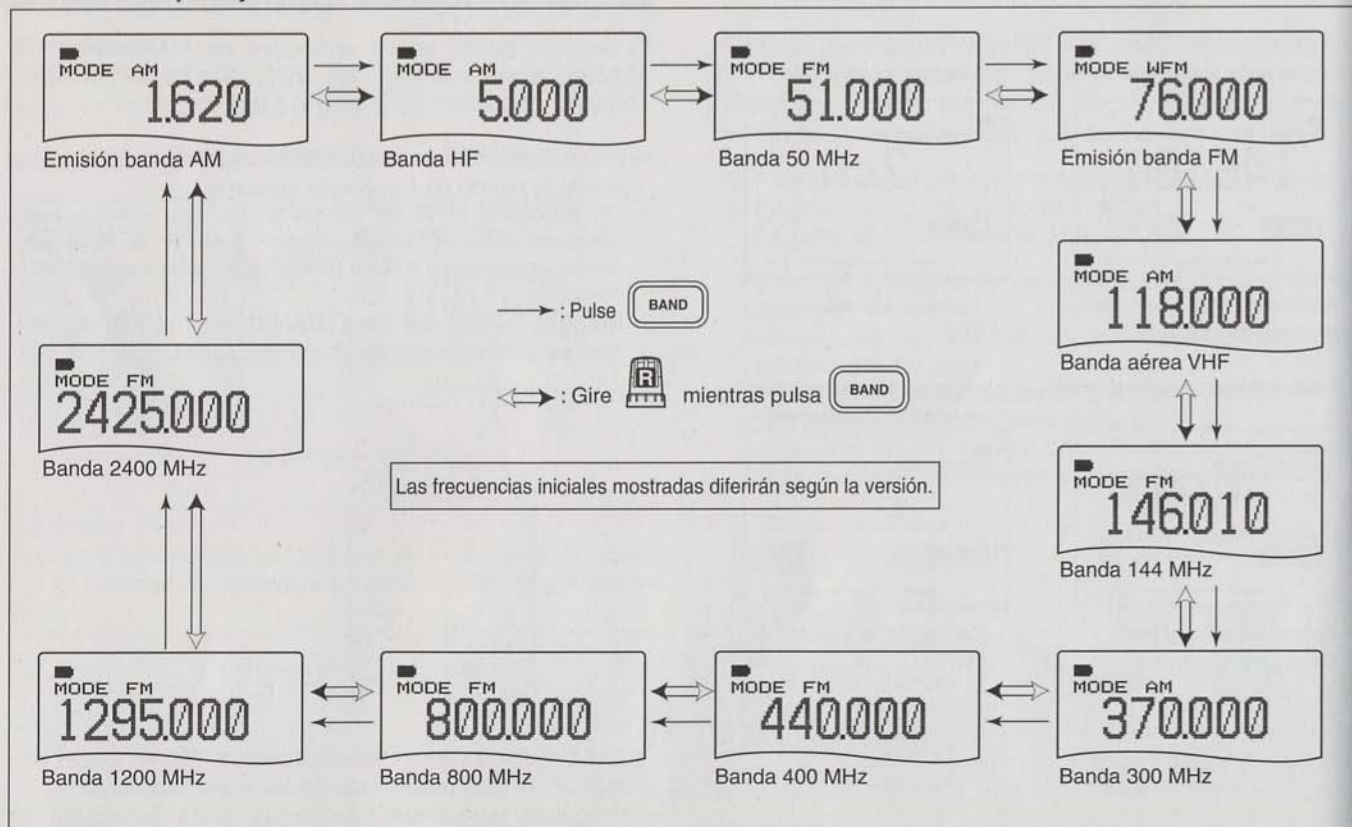 MODE AM
1.620
Emisión banda AM
MODE AM
5.000
Banda HF
MODE FM
51.000
Banda 50 MHz
MODE WFM
76.000
Emisión banda FM
MODE AM
118.000
Banda aérea VHF
MODE FM
146.010
Banda 144 MHz
MODE AM
370.000
Banda 300 MHz
MODE FM
440.000
Banda 400 MHz
MODE FM
800.000
Banda 800 MHz
MODE FM
1295.000
Banda 1200 MHz
MODE FM
2425.000
Banda 2400 MHz
: Pulse BAND
: Gire R mientras pulsa BAND
Las frecuencias iniciales mostradas diferirán según la versión.